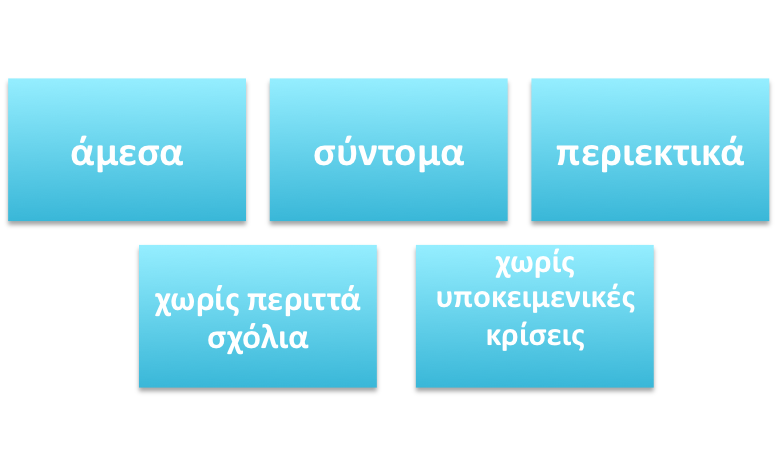 άμεσα
σύντομα
περιεκτικά
χωρίς περιττά
σχόλια
χωρίς
υποκειμενικές
κρίσεις